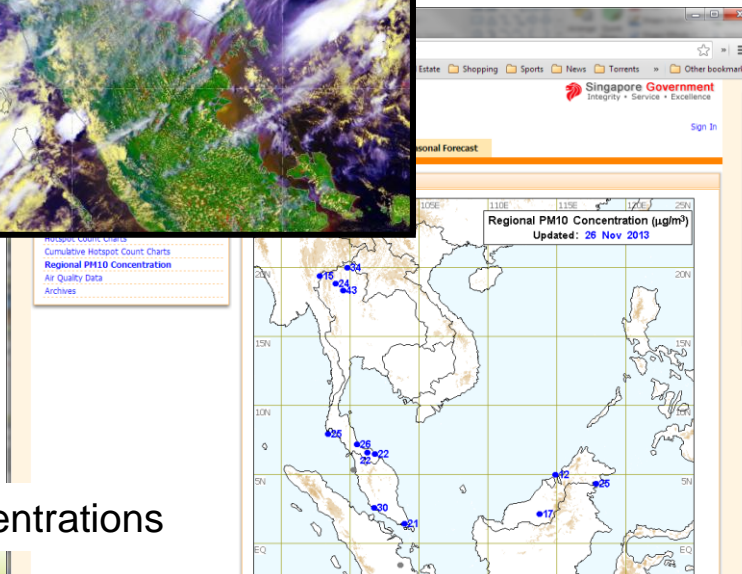 Estate Shopping Sports News Torrents » Other bookmar
Singapore Government
Integrity • Service • Excellence
Sign In
sonal Forecast
Hotspot Count Charts
Cumulative Hotspot Count Charts
Regional PM10 Concentration
Air Quality Data
Archives
105E 110E 115E 120E 25N
Regional PM10 Concentration (µg/m³)
Updated: 26 Nov 2013
20N 20N
34
15
24
43
15N 15N
10N 10N
25
26
22
22
5N 5N
12
25
30
17
21
EQ EQ
entrations